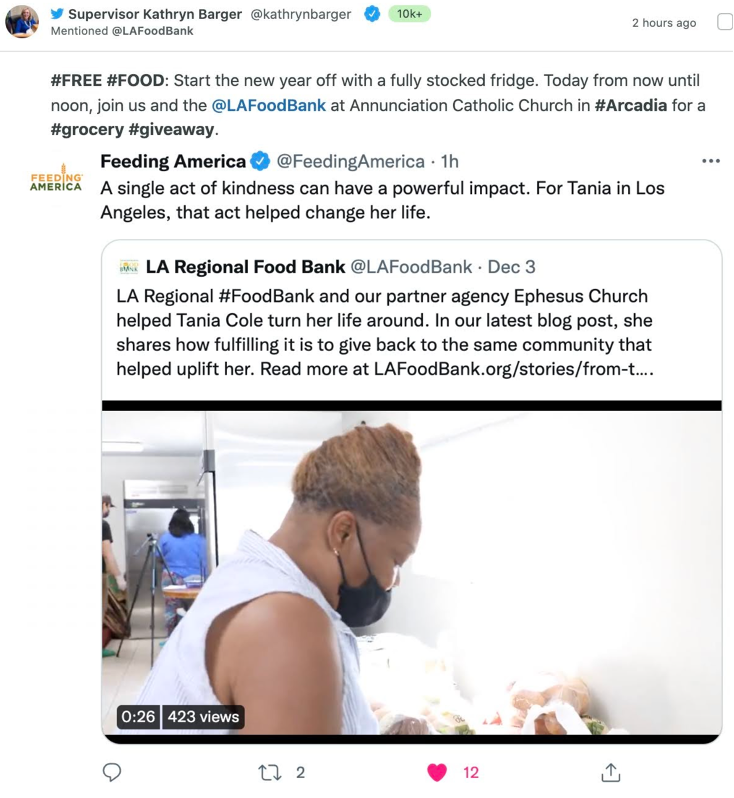 Supervisor Kathryn Barger @kathrynbarger 10k+
Mentioned @LAFoodBank
2 hours ago
#FREE #FOOD: Start the new year off with a fully stocked fridge. Today from now until
noon, join us and the @LAFoodBank at Annunciation Catholic Church in #Arcadia for a
#grocery #giveaway.
FEEDING
AMERICA
Feeding America @FeedingAmerica · 1h
A single act of kindness can have a powerful impact. For Tania in Los
Angeles, that act helped change her life.
LA Regional Food Bank @LAFoodBank · Dec 3
LA Regional #FoodBank and our partner agency Ephesus Church
helped Tania Cole turn her life around. In our latest blog post, she
shares how fulfilling it is to give back to the same community that
helped uplift her. Read more at LAFoodBank.org/stories/from-t….
0:26 423 views
2
12